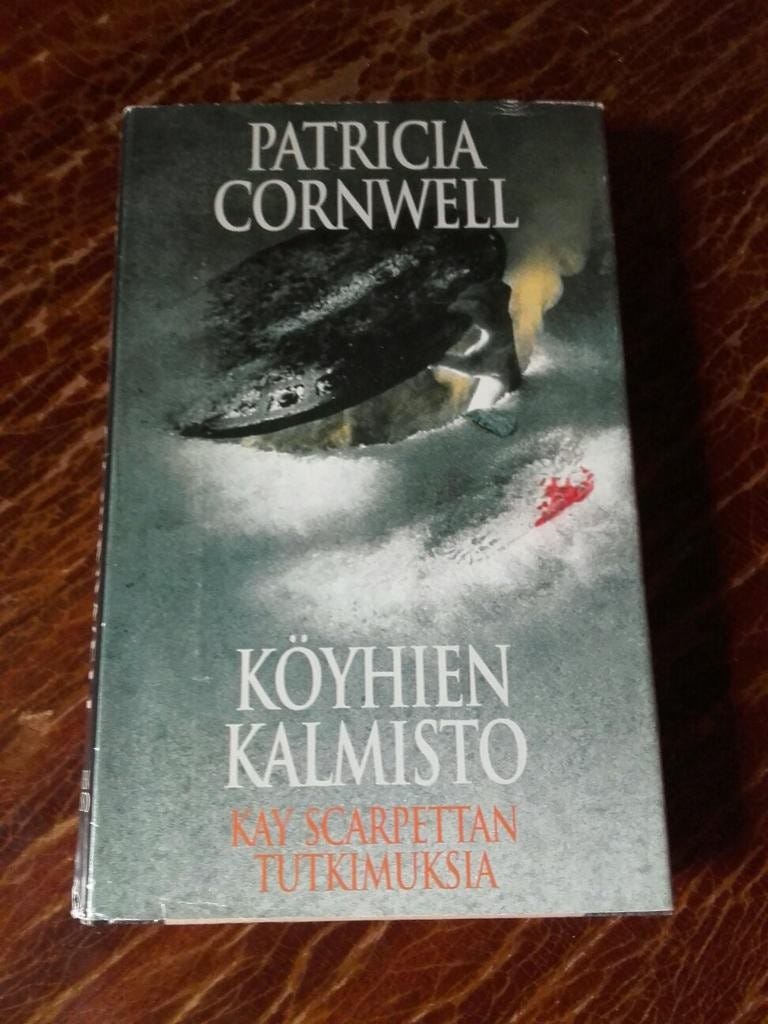 PATRICIA
CORNWELL
KÖYHIEN
KALMISTO
KAY SCARPETTAN
TUTKIMUKSIA